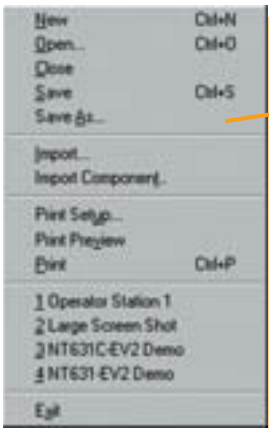 New Ctrl+N
Open... Ctrl+O
Close
Save Ctrl+S
Save As...
Import...
Import Component...
Print Setup...
Print Preview
Print Ctrl+P
1 Operator Station 1
2 Large Screen Shot
3 NT631C-EV2 Demo
4 NT631-EV2 Demo
Exit